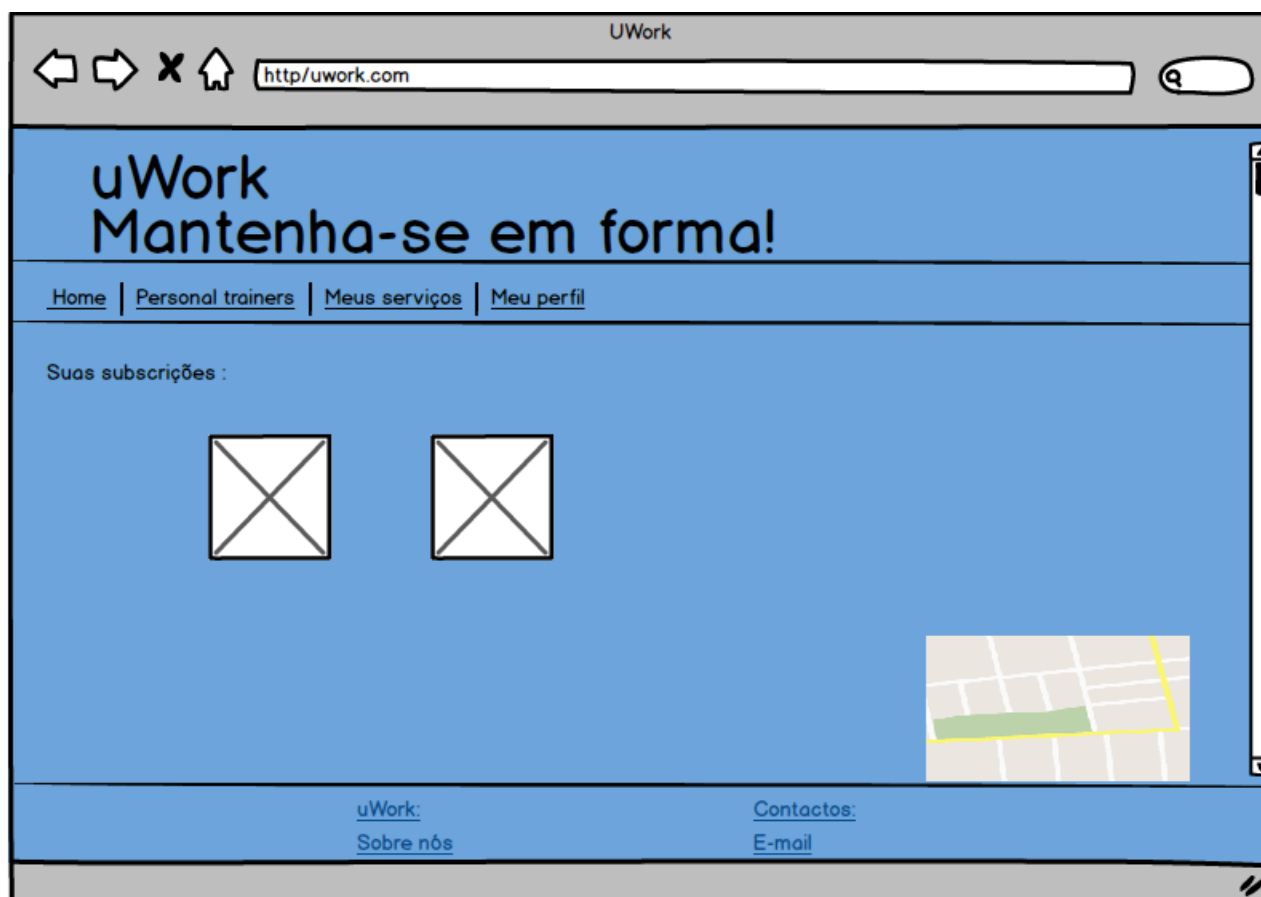 UWork
http/uwork.com
uWork
Mantenha-se em forma!
Home Personal trainers Meus serviços Meu perfil
Suas subscrições :
uWork: Contactos:
Sobre nós E-mail